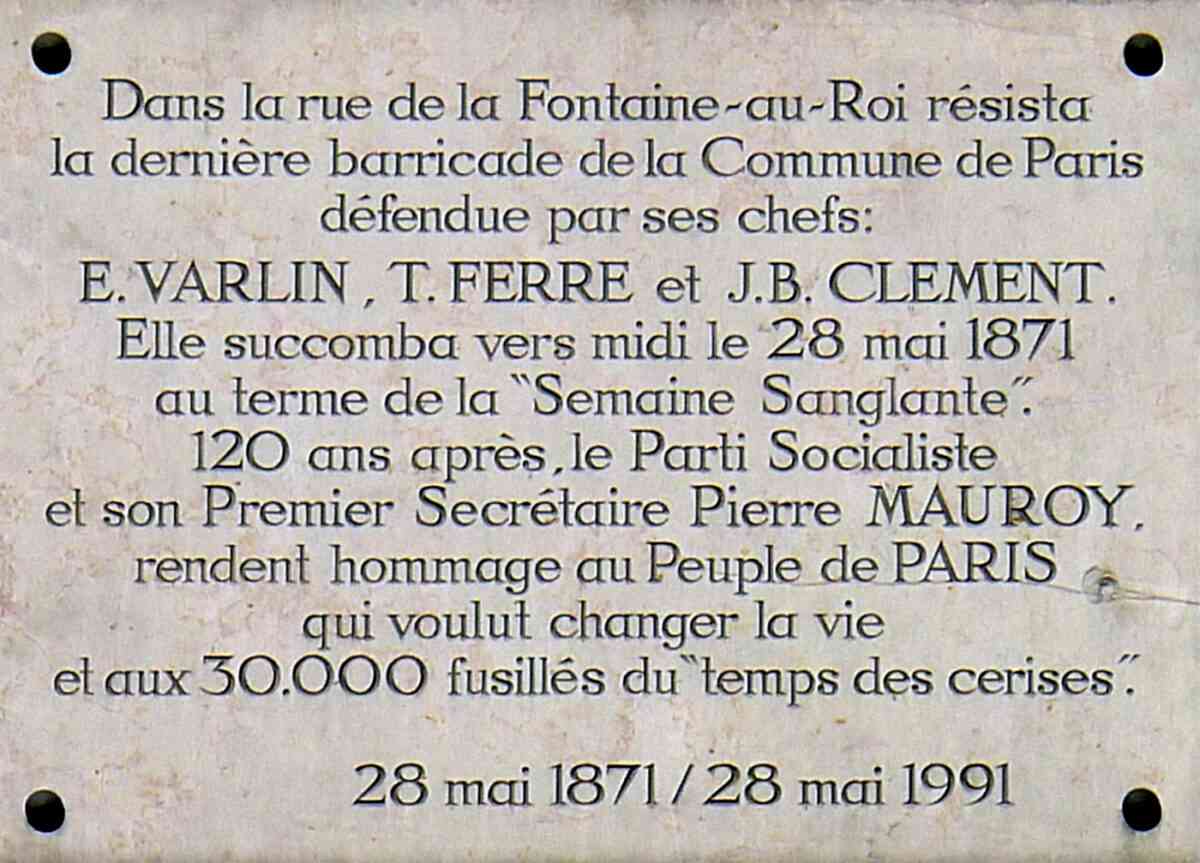 Dans la rue de la Fontaine-au-Roi résista
la dernière barricade de la Commune de Paris
défendue par ses chefs:
E. VARLIN, T. FERRE et J.B. CLEMENT.
Elle succomba vers midi le 28 mai 1871
au terme de la "Semaine Sanglante".
120 ans après, le Parti Socialiste
et son Premier Secrétaire Pierre MAUROY,
rendent hommage au Peuple de PARIS
qui voulut changer la vie
et aux 30.000 fusillés du "temps des cerises".
28 mai 1871 / 28 mai 1991